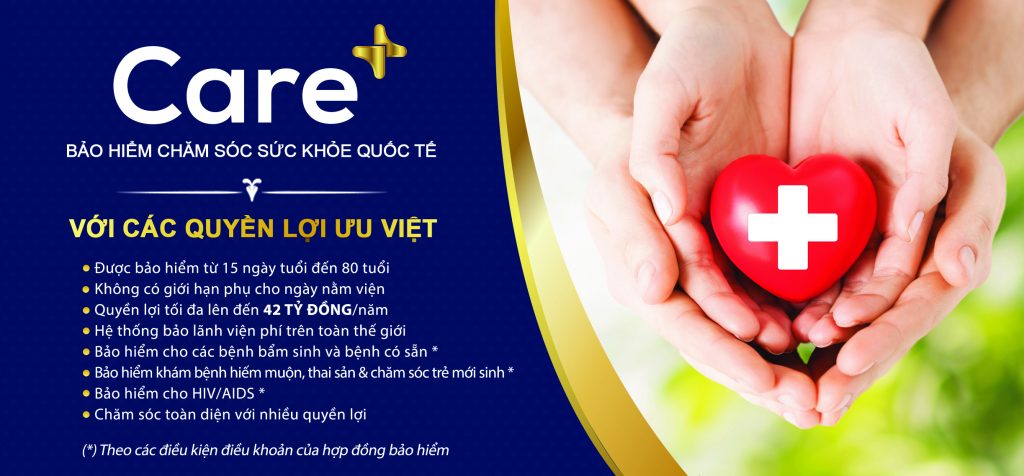 Care
BẢO HIỂM CHĂM SÓC SỨC KHỎE QUỐC TẾ
VỚI CÁC QUYỀN LỢI ƯU VIỆT
• Được bảo hiểm từ 15 ngày tuổi đến 80 tuổi
• Không có giới hạn phụ cho ngày nằm viện
• Quyền lợi tối đa lên đến 42 TỶ ĐỒNG/năm
• Hệ thống bảo lãnh viện phí trên toàn thế giới
• Bảo hiểm cho các bệnh bẩm sinh và bệnh có sẵn *
• Bảo hiểm khám bệnh hiếm muộn, thai sản & chăm sóc trẻ mới sinh *
• Bảo hiểm cho HIV/AIDS *
• Chăm sóc toàn diện với nhiều quyền lợi
(*) Theo các điều kiện điều khoản của hợp đồng bảo hiểm